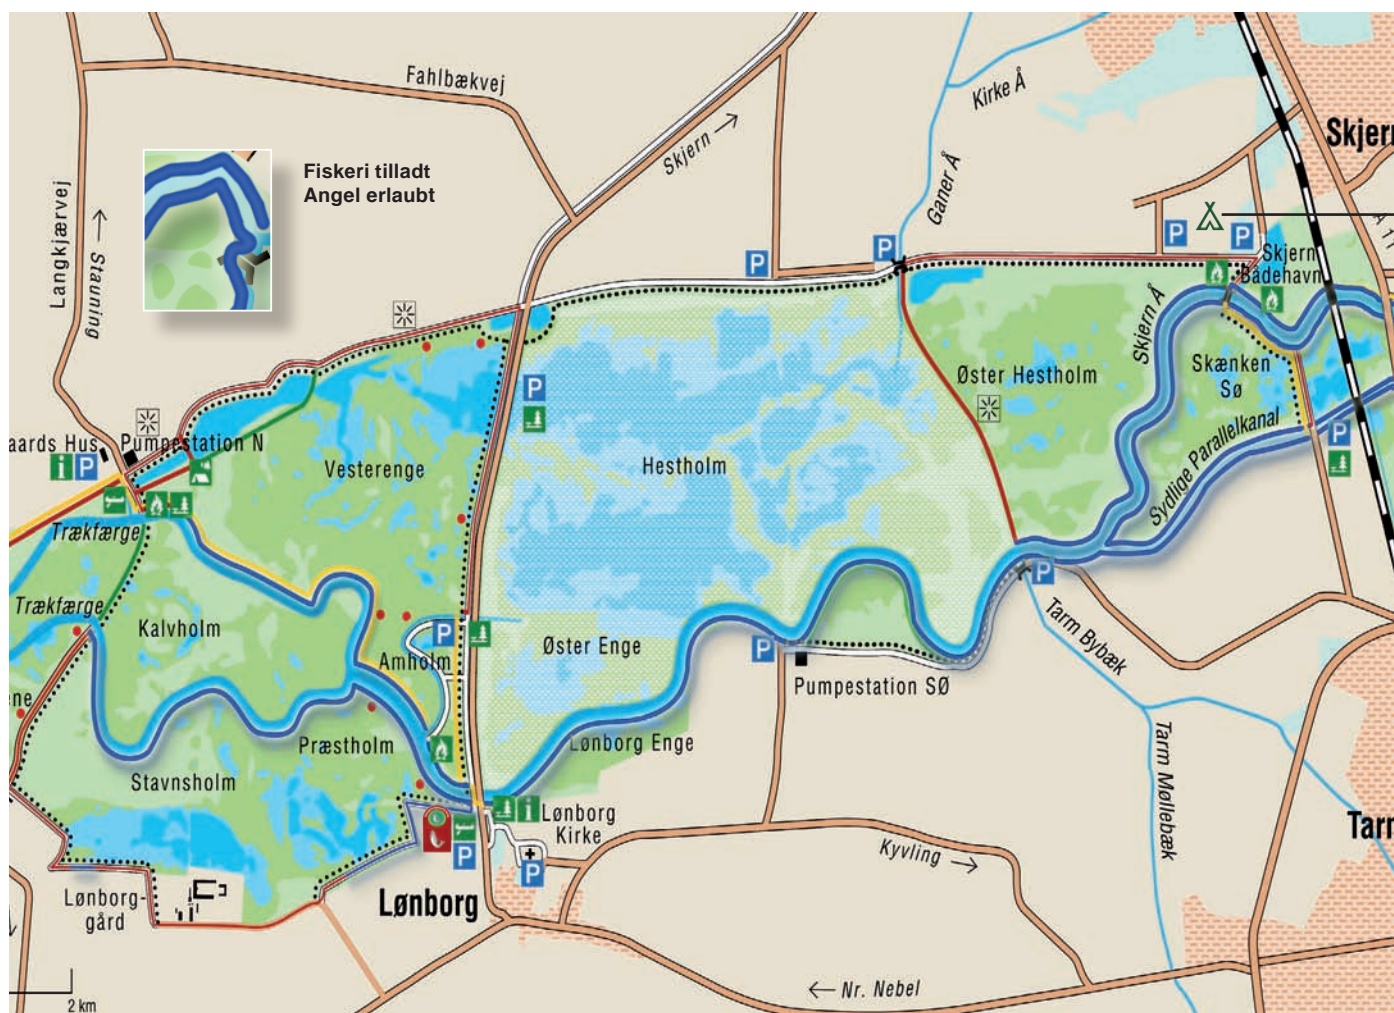 Fahlbækvej
Skjern →
Kirke Å
Ganer Å
Skjern
Fiskeri tilladt
Angel erlaubt
Langkjærvej
← Stauning
P
P
P
P
A 11
Skjern
Bådehavn
Skjern Å
Skænken
Sø
Øster Hestholm
Sydlige Parallelkanal
P
P
aards Hus
Pumpestation N
i P
Vesterenge
Hestholm
Trækfærge
Trækfærge
Kalvholm
P
Amholm
Øster Enge
P
Pumpestation SØ
P
Tarm Bybæk
Tarm Møllebæk
ene
Præstholm
Stavnsholm
Lønborg Enge
i
Lønborg
Kirke
P
P
Kyvling →
Tarm
Lønborg-
gård
Lønborg
← Nr. Nebel
2 km